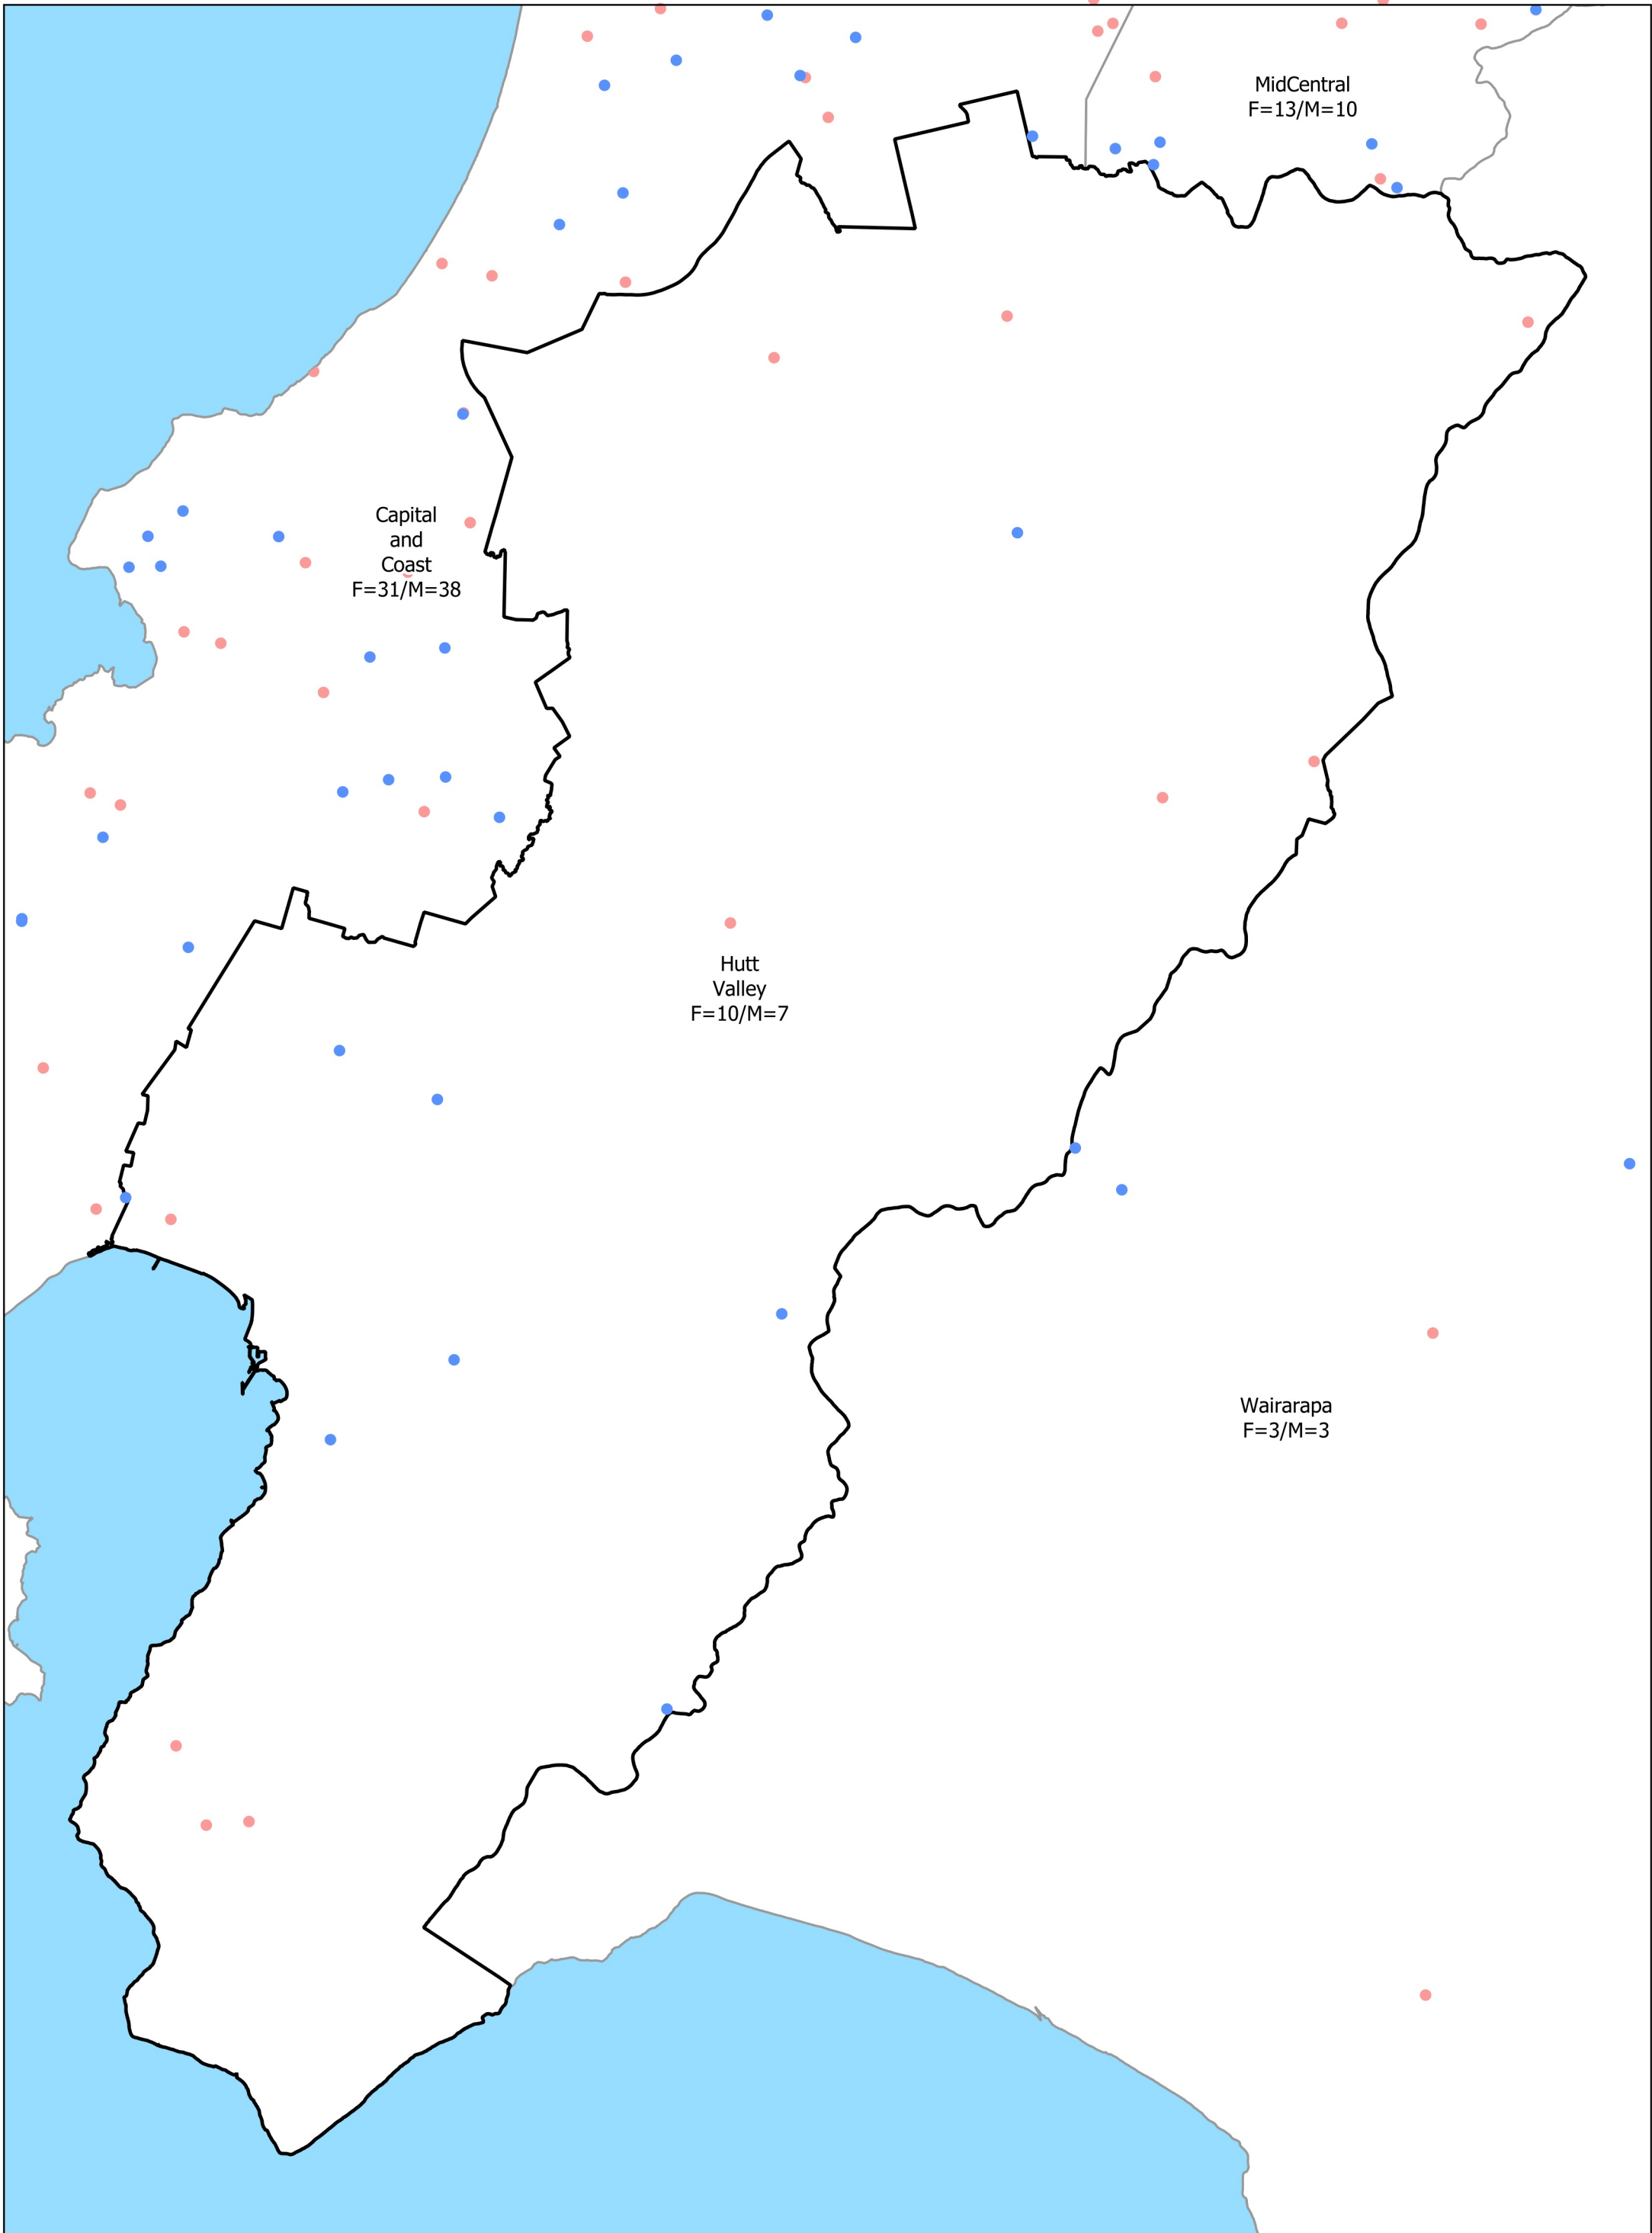 MidCentral
F=13/M=10
Capital
and
Coast
F=31/M=38
Hutt
Valley
F=10/M=7
Wairarapa
F=3/M=3